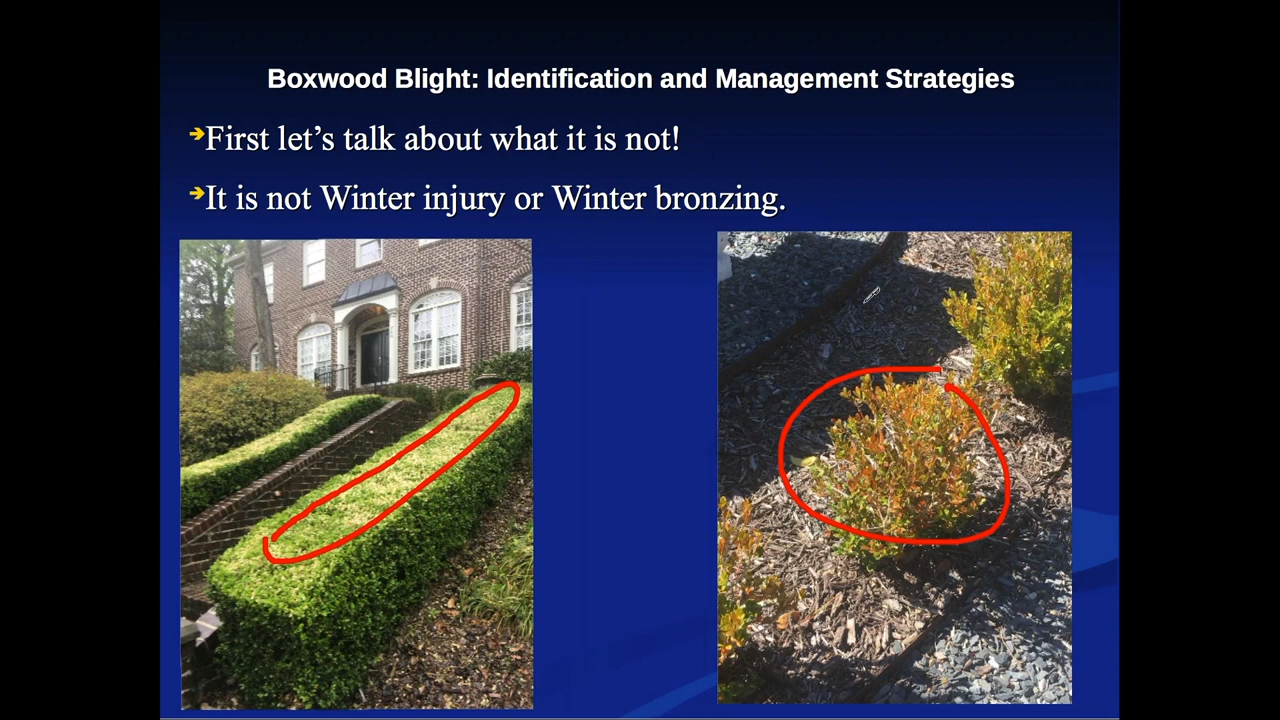 Boxwood Blight: Identification and Management Strategies
First let’s talk about what it is not!
It is not Winter injury or Winter bronzing.